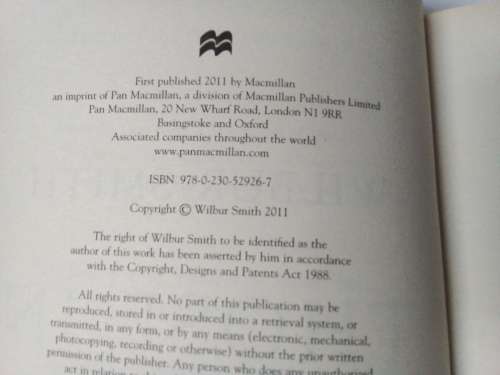 First published 2011 by Macmillan
an imprint of Pan Macmillan, a division of Macmillan Publishers Limited
Pan Macmillan, 20 New Wharf Road, London N1 9RR
Basingstoke and Oxford
Associated companies throughout the world
www.panmacmillan.com
ISBN 978-0-230-52926-7
Copyright © Wilbur Smith 2011
The right of Wilbur Smith to be identified as the
author of this work has been asserted by him in accordance
with the Copyright, Designs and Patents Act 1988.
All rights reserved. No part of this publication may be
reproduced, stored in or introduced into a retrieval system, or
transmitted, in any form, or by any means (electronic, mechanical,
photocopying, recording or otherwise) without the prior written
permission of the publisher. Any person who does any unauthorized
act in relation to